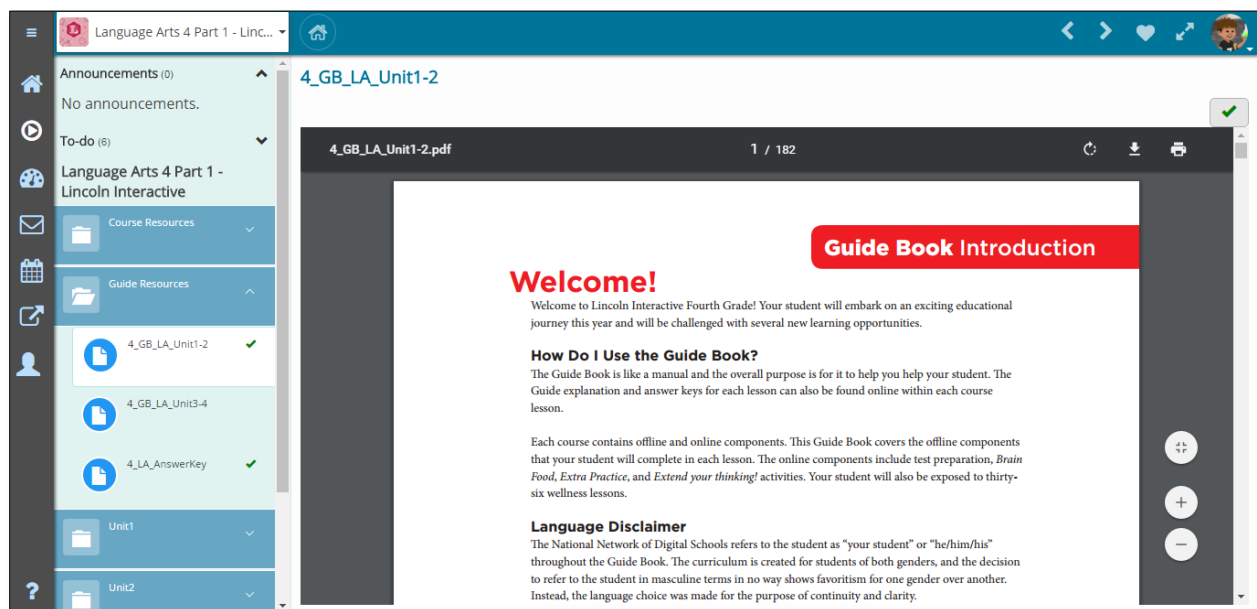 Language Arts 4 Part 1 - Linc...
Announcements (0)
No announcements.
To-do (6)
Language Arts 4 Part 1 -
Lincoln Interactive
Course Resources
Guide Resources
4_GB_LA_Unit1-2
4_GB_LA_Unit3-4
4_LA_AnswerKey
Unit1
Unit2
?
4_GB_LA_Unit1-2
4_GB_LA_Unit1-2.pdf
1 / 182
Guide Book Introduction
Welcome!
Welcome to Lincoln Interactive Fourth Grade! Your student will embark on an exciting educational
journey this year and will be challenged with several new learning opportunities.
How Do I Use the Guide Book?
The Guide Book is like a manual and the overall purpose is for it to help you help your student. The
Guide explanation and answer keys for each lesson can also be found online within each course
lesson.
Each course contains offline and online components. This Guide Book covers the offline components
that your student will complete in each lesson. The online components include test preparation, Brain
Food, Extra Practice, and Extend your thinking! activities. Your student will also be exposed to thirty-
six wellness lessons.
Language Disclaimer
The National Network of Digital Schools refers to the student as “your student” or “he/him/his”
throughout the Guide Book. The curriculum is created for students of both genders, and the decision
to refer to the student in masculine terms in no way shows favoritism for one gender over another.
Instead, the language choice was made for the purpose of continuity and clarity.